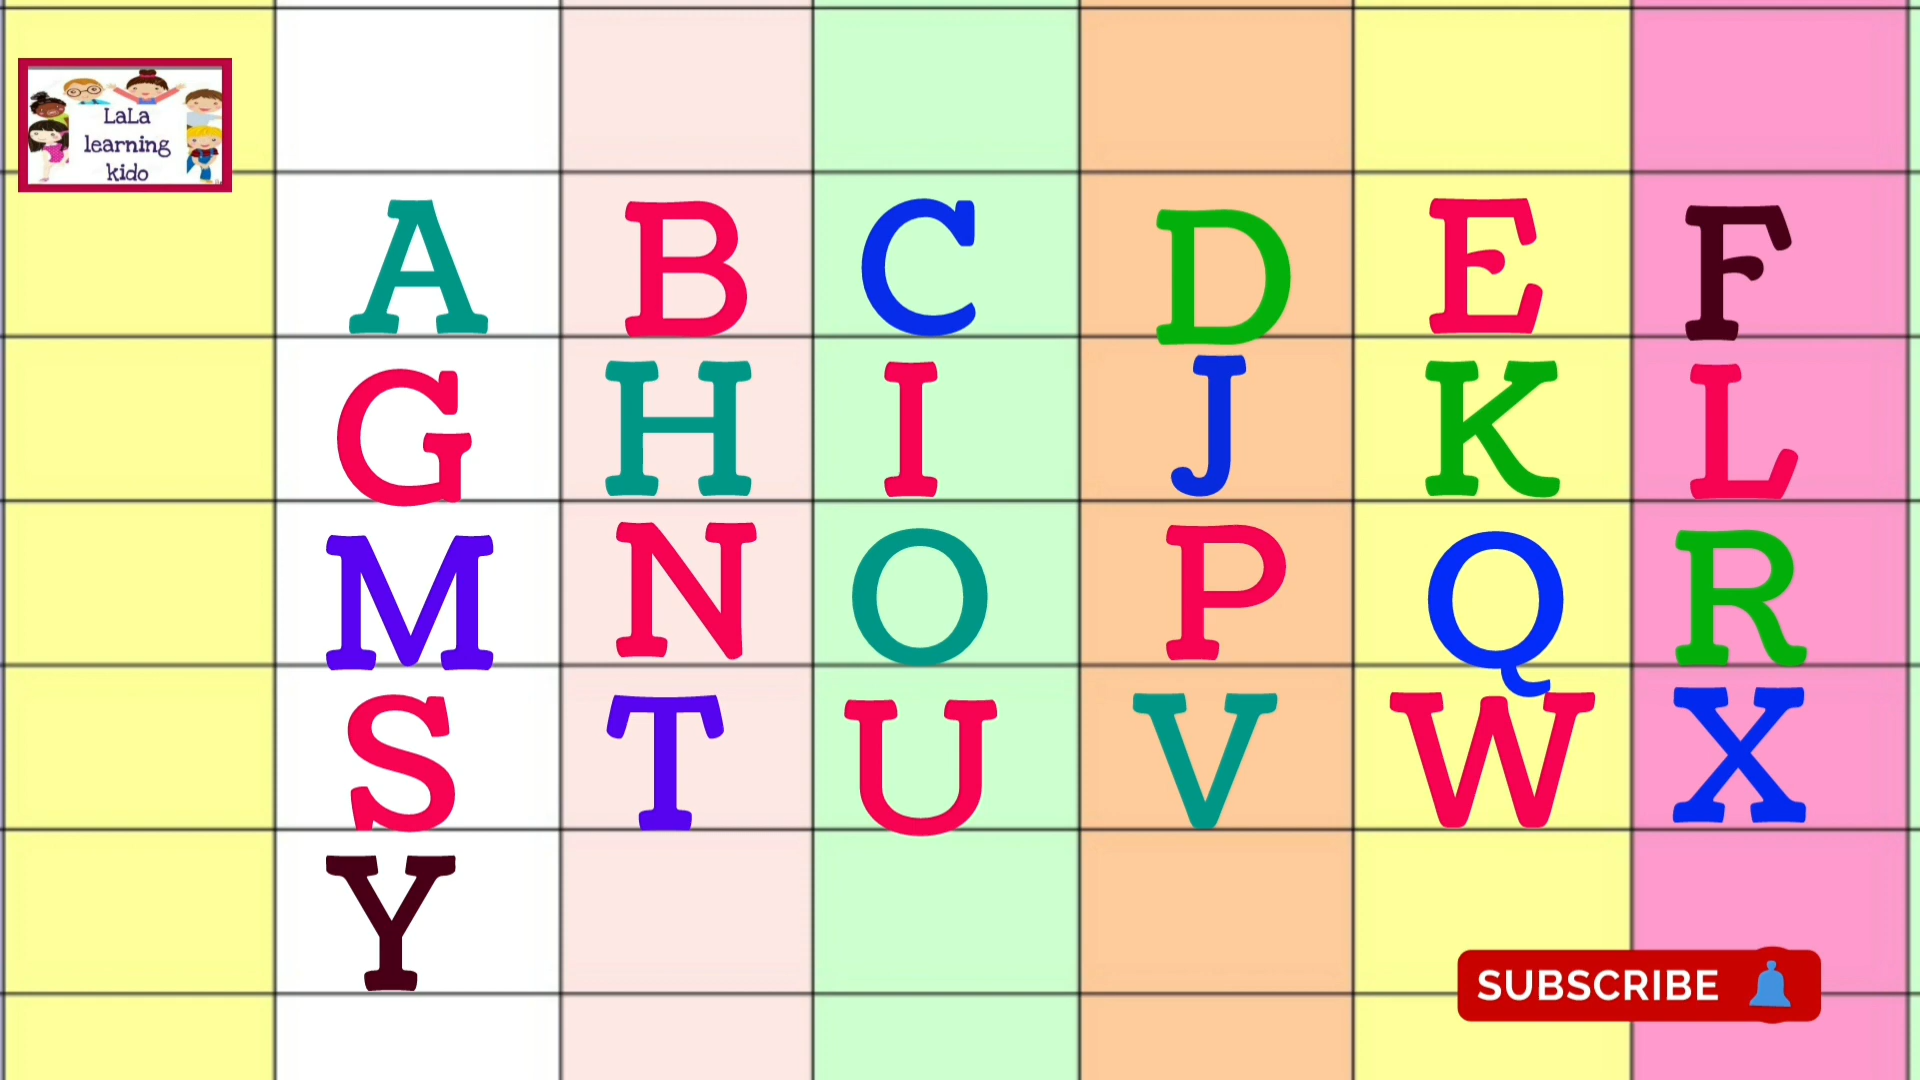 LaLa
learning
kido
A B C D E F
G H I J K L
M N O P Q R
S T U V W X
Y
SUBSCRIBE